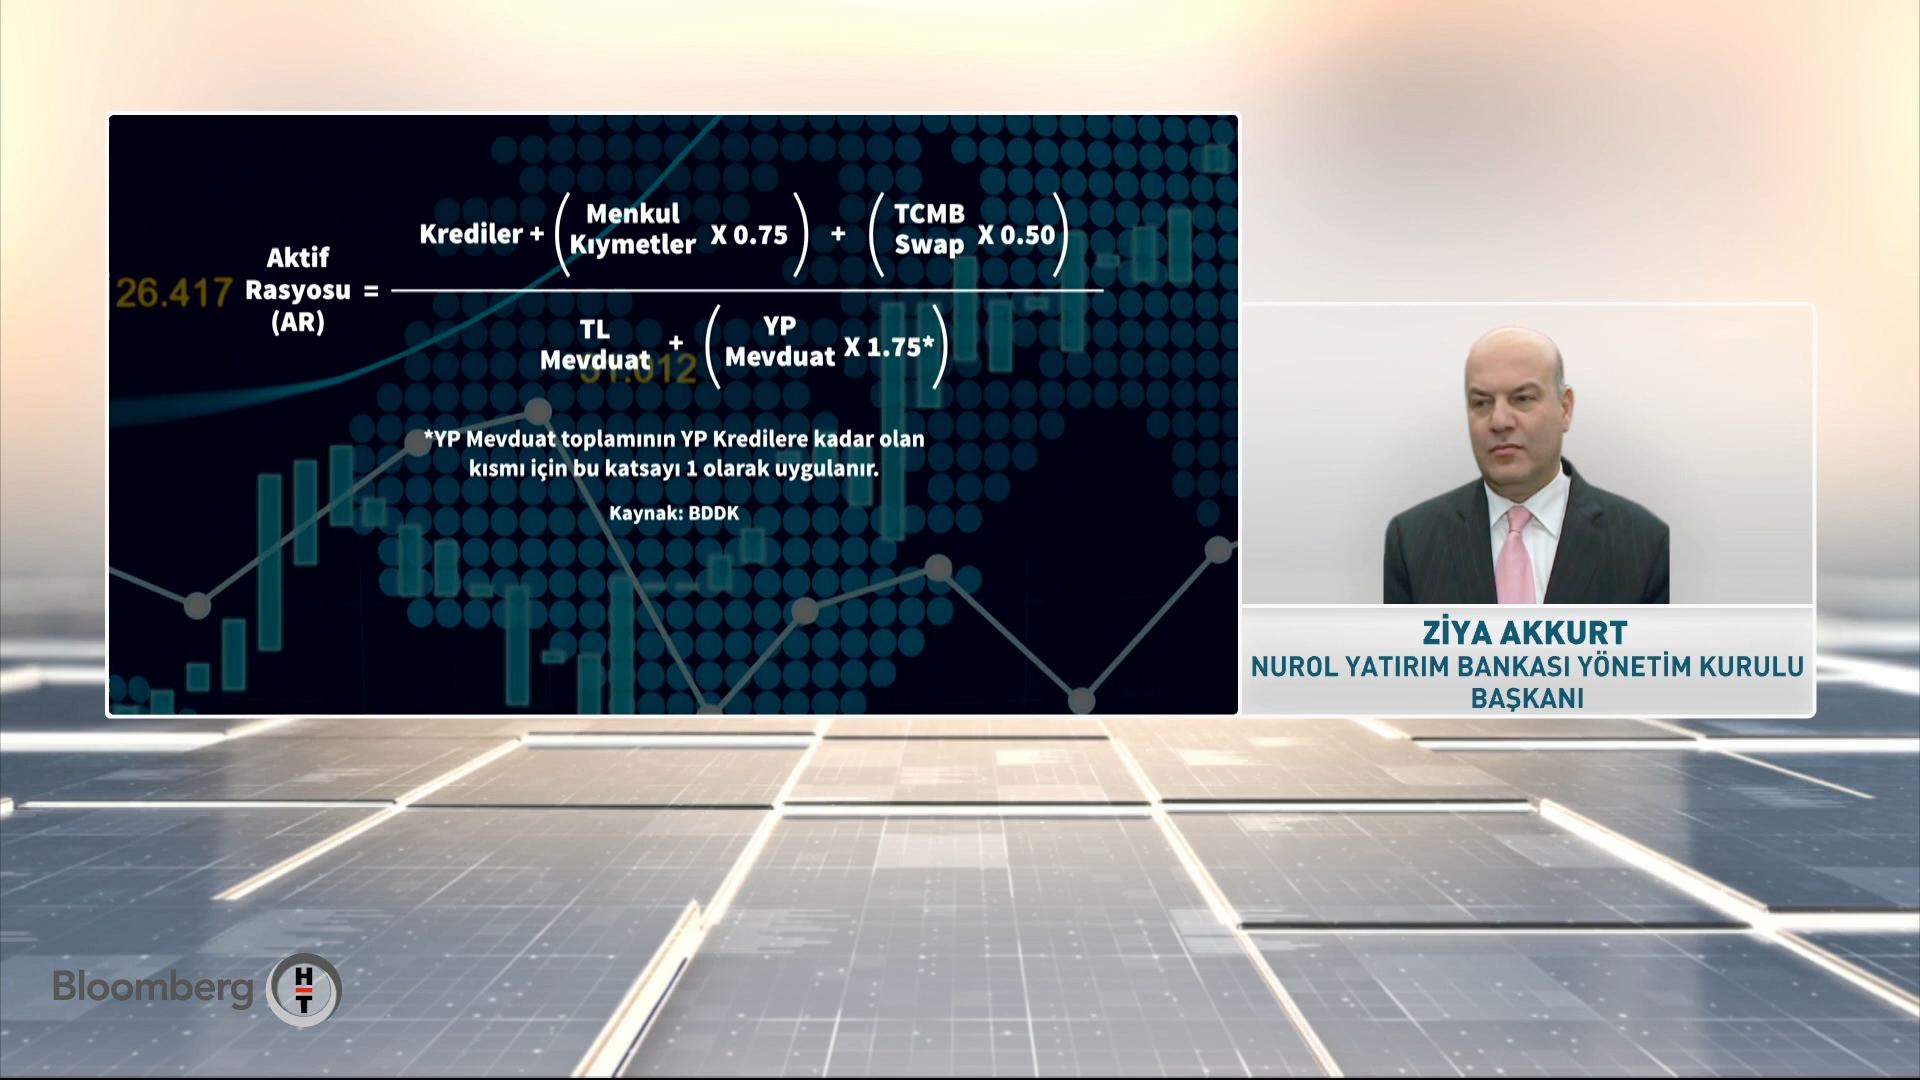 Krediler + ( Menkul Kıymetler X 0.75 ) + ( TCMB Swap X 0.50 )
Aktif Rasyosu (AR) =
TL Mevduat + ( YP Mevduat X 1.75* )
26.417
31.012
*YP Mevduat toplamının YP Kredilere kadar olan
kısmı için bu katsayı 1 olarak uygulanır.
Kaynak: BDDK
ZİYA AKKURT
NUROL YATIRIM BANKASI YÖNETİM KURULU
BAŞKANI
Bloomberg HT